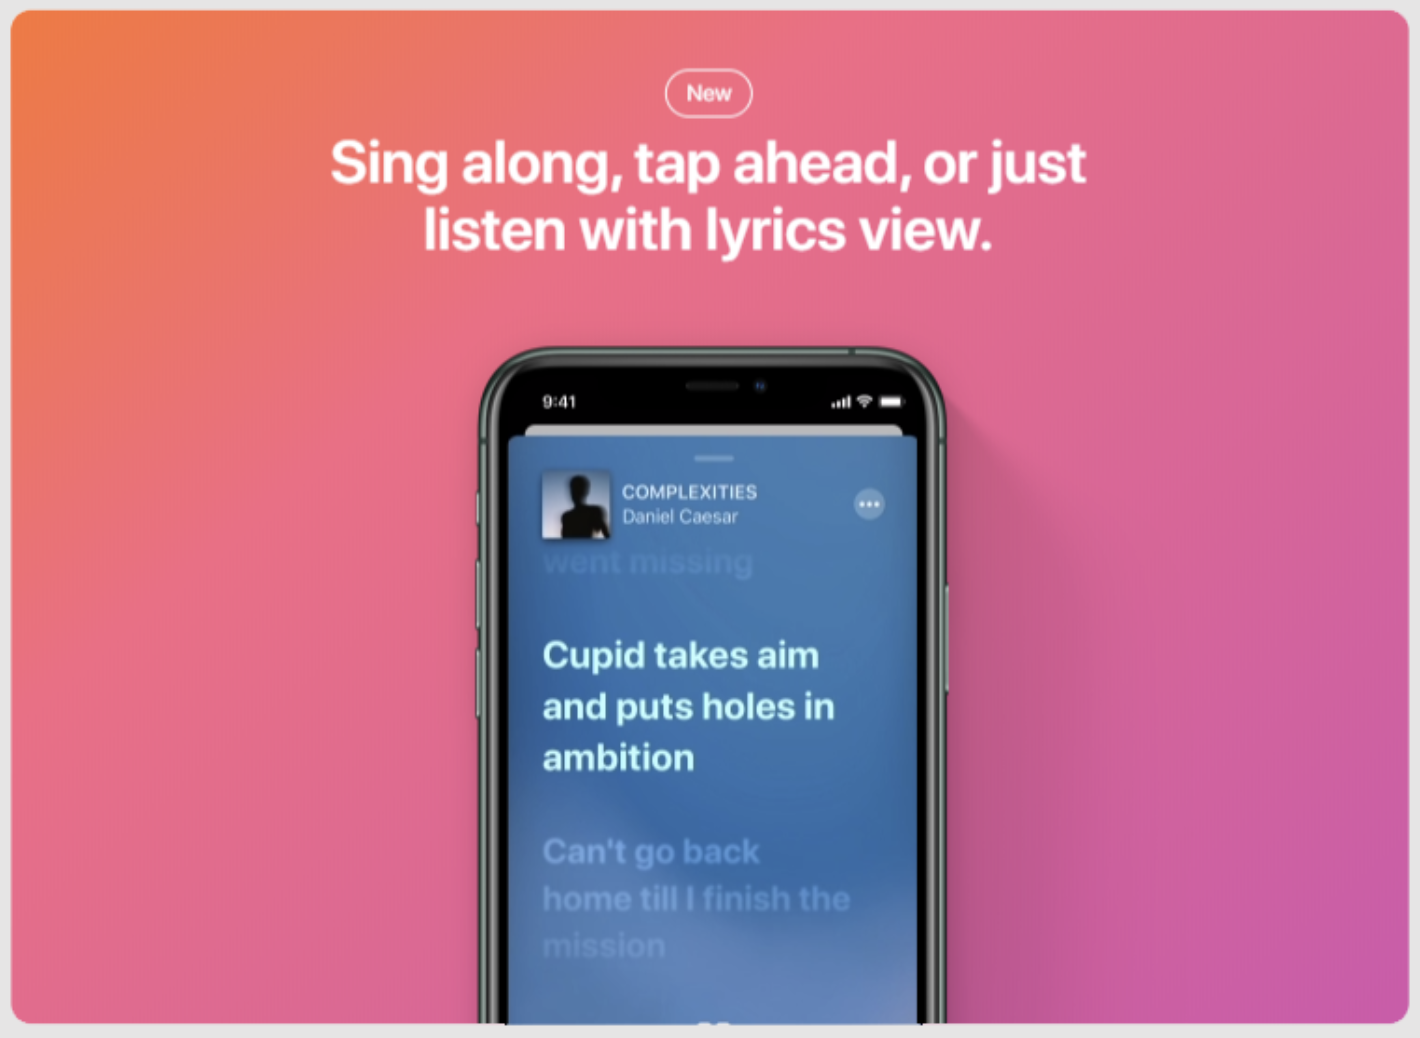 New
Sing along, tap ahead, or just
listen with lyrics view.
9:41
COMPLEXITIES
Daniel Caesar
went missing
Cupid takes aim
and puts holes in
ambition
Can't go back
home till I finish the
mission